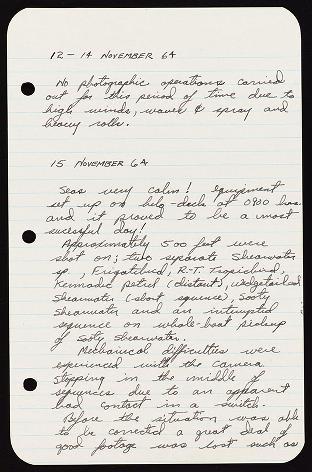 12 - 14 NOVEMBER 64
No photographic operations carried
out for this period of time due to
high winds, waves & spray and
heavy rolls.
15 NOVEMBER 64
Seas very calm! Equipment
set up on help-deck at 0900 hrs.
and it proved to be a most
sucessful day!
Approximately 500 feet were
shot on; two separate Shearwater
sp., Frigatebird, R-T. Tropicbird,
Kermadec Petrel (distant), wedgetailed
Shearwater (short squence), Sooty
Shearwater and an interrupted
squence on whale-boat pickup
of Sooty Shearwater.
Mechanical difficulties were
experienced with the camera
stopping in the middle of
sequences due to an apparent
bad contact in a switch.
Before this situation was able
to be corrected a great deal of
good footage was lost such as